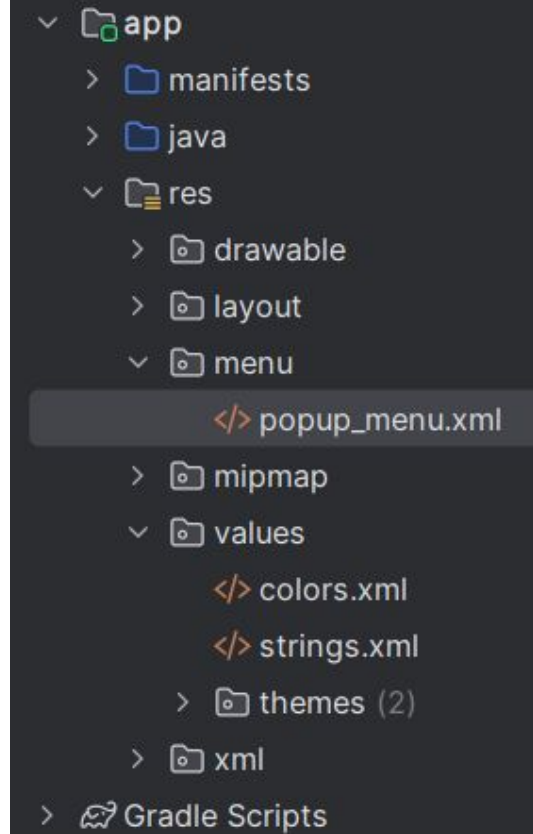 app
manifests
java
res
drawable
layout
menu
</> popup_menu.xml
mipmap
values
</> colors.xml
</> strings.xml
themes (2)
xml
Gradle Scripts